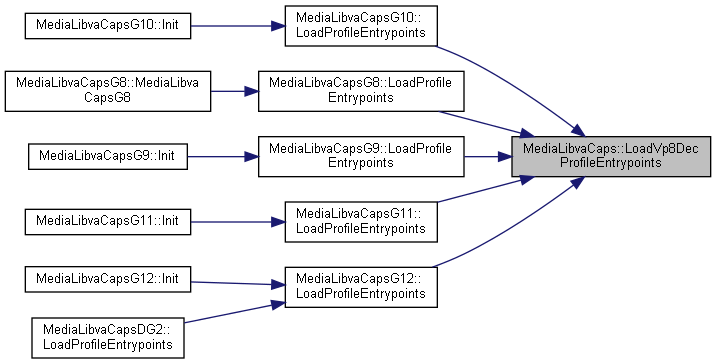 MediaLibvaCapsG10::Init
MediaLibvaCapsG10::
LoadProfileEntrypoints
MediaLibvaCapsG8::MediaLibva
CapsG8
MediaLibvaCapsG8::LoadProfile
Entrypoints
MediaLibvaCaps::LoadVp8Dec
ProfileEntrypoints
MediaLibvaCapsG9::Init
MediaLibvaCapsG9::LoadProfile
Entrypoints
MediaLibvaCapsG11::Init
MediaLibvaCapsG11::
LoadProfileEntrypoints
MediaLibvaCapsG12::Init
MediaLibvaCapsG12::
LoadProfileEntrypoints
MediaLibvaCapsDG2::
LoadProfileEntrypoints